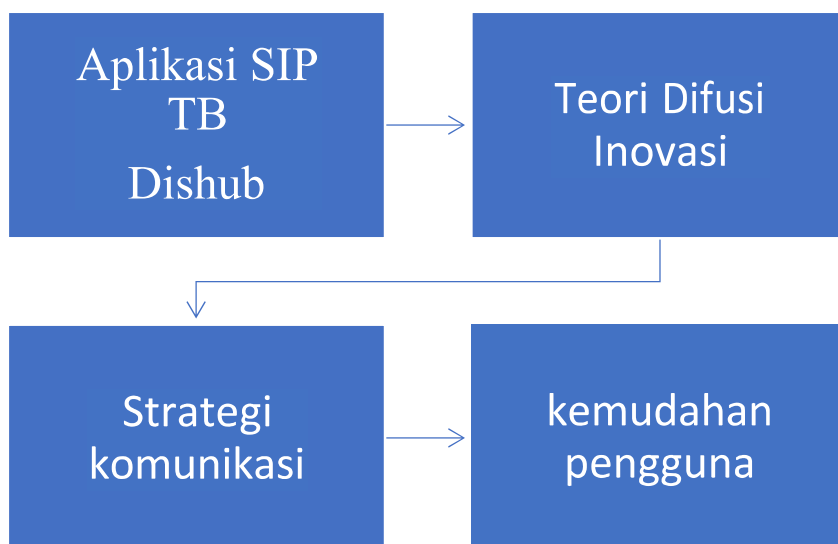 Aplikasi SIP
TB
Dishub
Teori Difusi
Inovasi
Strategi
komunikasi
kemudahan
pengguna